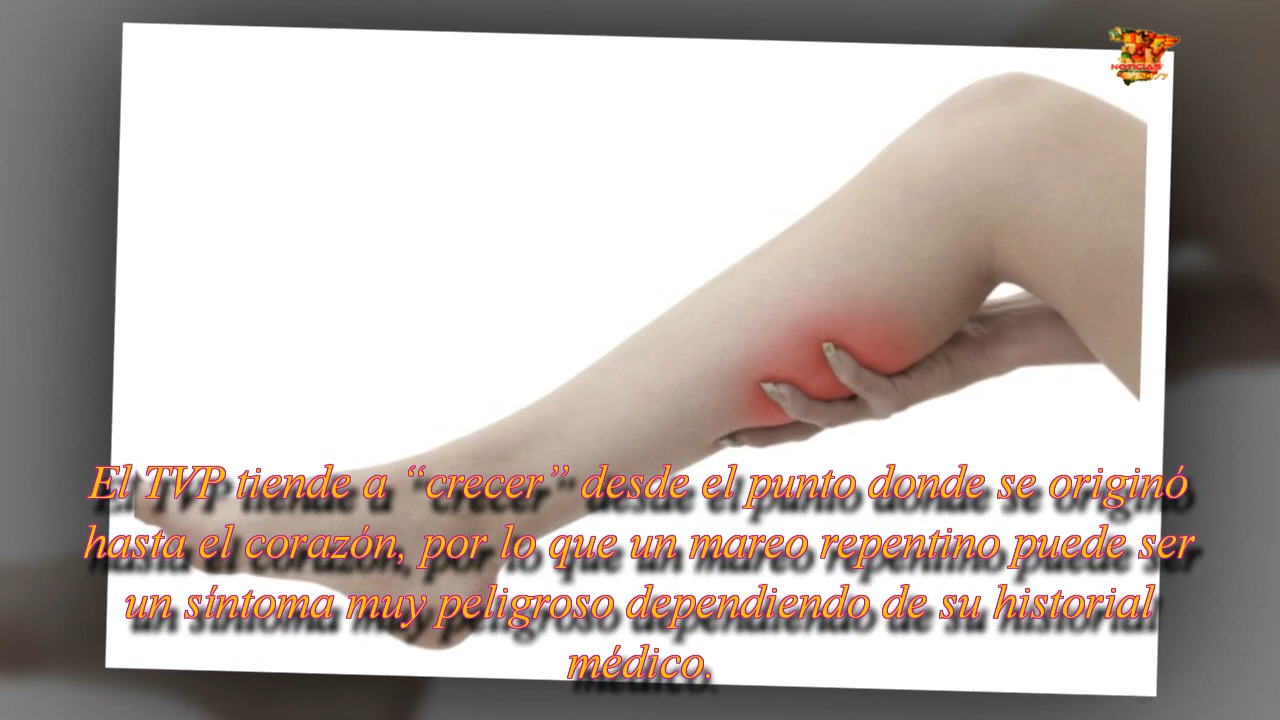 NOTICIAS
El TVP tiende a “crecer” desde el punto donde se originó
hasta el corazón, por lo que un mareo repentino puede ser
un síntoma muy peligroso dependiendo de su historial
médico.